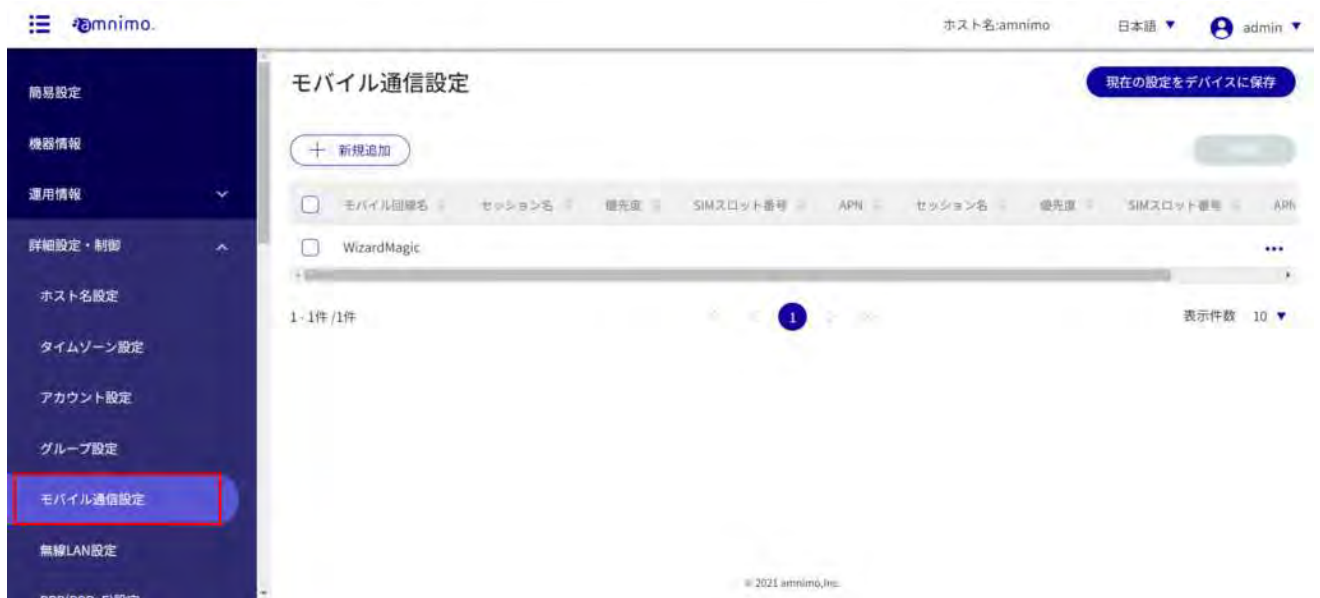 amnimo.
ホスト名:amnimo
日本語 ▼
admin ▼
簡易設定
機器情報
運用情報
詳細設定・制御
ホスト名設定
タイムゾーン設定
アカウント設定
グループ設定
モバイル通信設定
無線LAN設定
モバイル通信設定
現在の設定をデバイスに保存
＋ 新規追加
モバイル回線名 セッション名 優先度 SIMスロット番号 APN セッション名 優先度 SIMスロット番号 APN
WizardMagic •••
1 - 1件 /1件
1
表示件数 10 ▼
© 2021 amnimo,Inc.